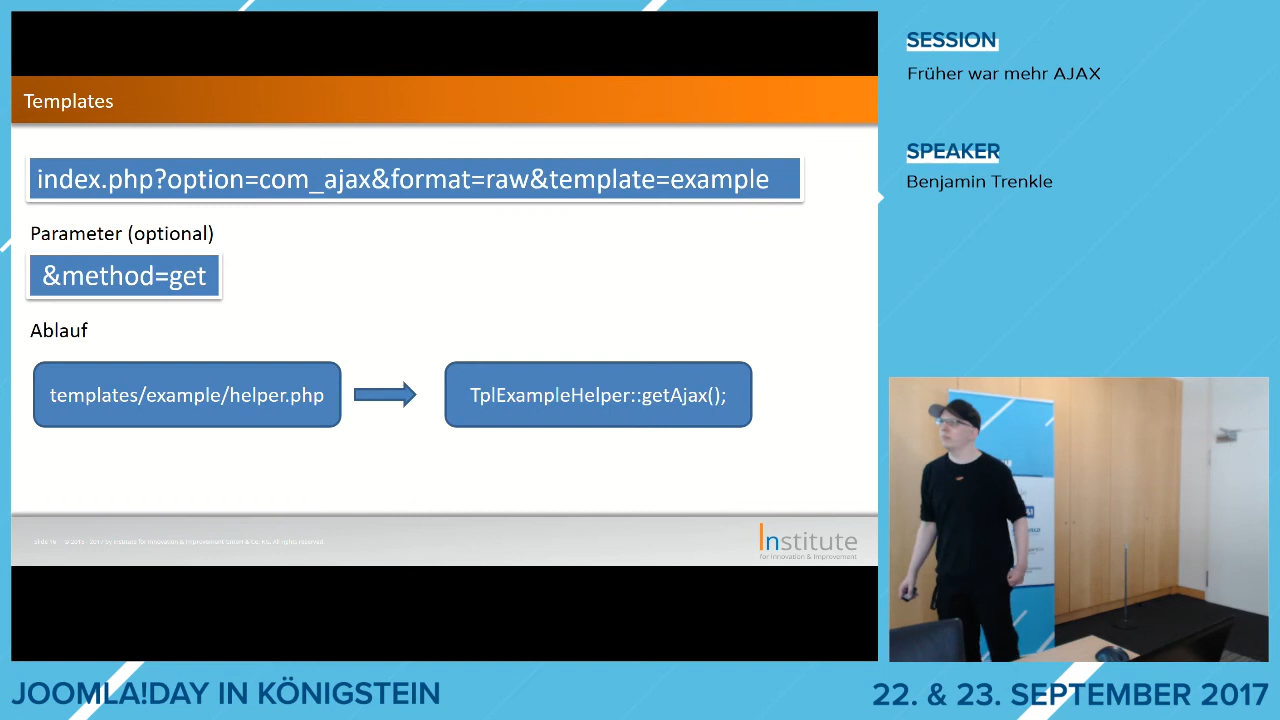 Templates
index.php?option=com_ajax&format=raw&template=example
Parameter (optional)
&method=get
Ablauf
templates/example/helper.php
TplExampleHelper::getAjax();
Institute
for Innovation & Improvement
SESSION
Früher war mehr AJAX
SPEAKER
Benjamin Trenkle
JOOMLA!DAY IN KÖNIGSTEIN
22. & 23. SEPTEMBER 2017